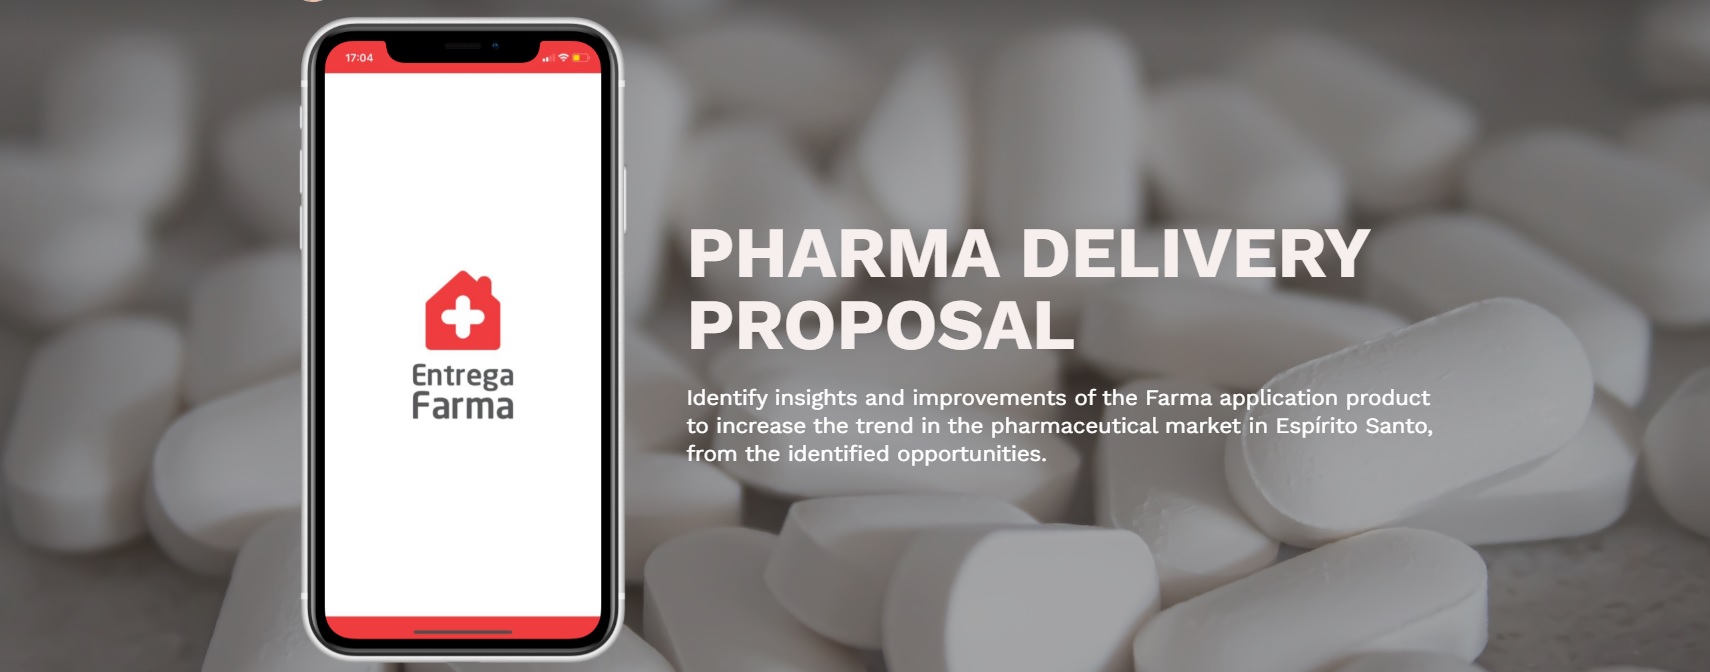 17:04
Entrega
Farma
PHARMA DELIVERY
PROPOSAL
Identify insights and improvements of the Farma application product
to increase the trend in the pharmaceutical market in Espírito Santo,
from the identified opportunities.